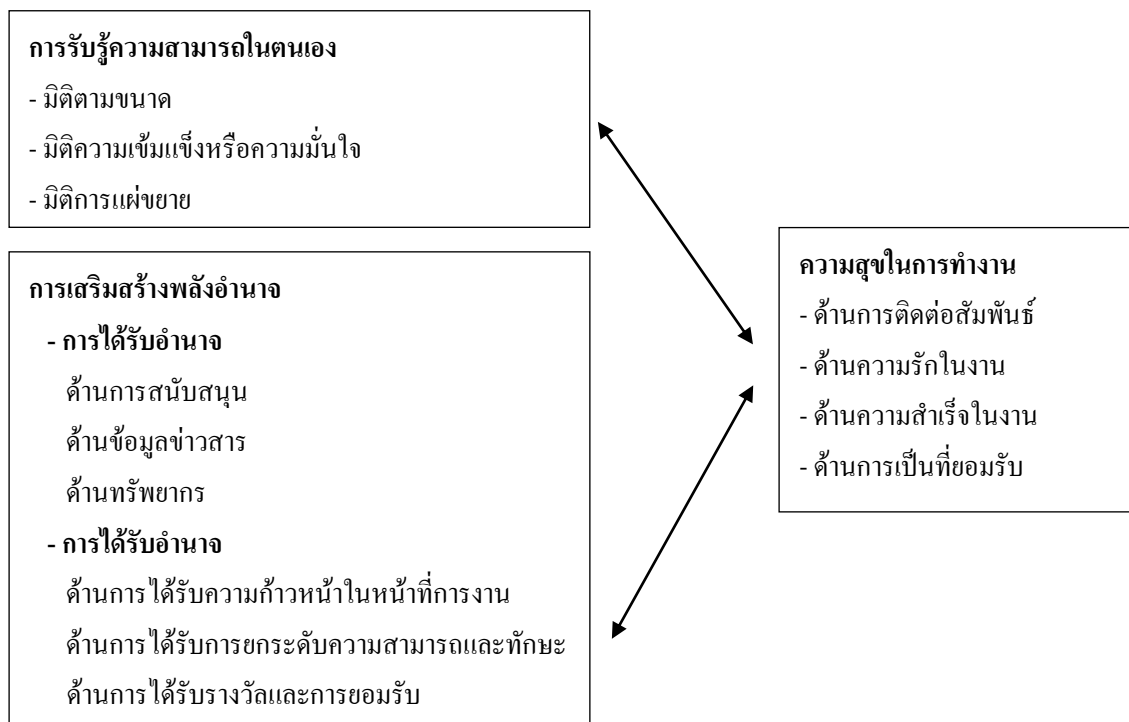 การรับรู้ความสามารถในตนเอง
- มิติตามขนาด
- มิติความเข้มแข็งหรือความมั่นใจ
- มิติการแผ่ขยาย
การเสริมสร้างพลังอำนาจ
- การได้รับอำนาจ
ด้านการสนับสนุน
ด้านข้อมูลข่าวสาร
ด้านทรัพยากร
- การได้รับอำนาจ
ด้านการได้รับความก้าวหน้าในหน้าที่การงาน
ด้านการได้รับการยกระดับความสามารถและทักษะ
ด้านการได้รับรางวัลและการยอมรับ
ความสุขในการทำงาน
- ด้านการติดต่อสัมพันธ์
- ด้านความรักในงาน
- ด้านความสำเร็จในงาน
- ด้านการเป็นที่ยอมรับ